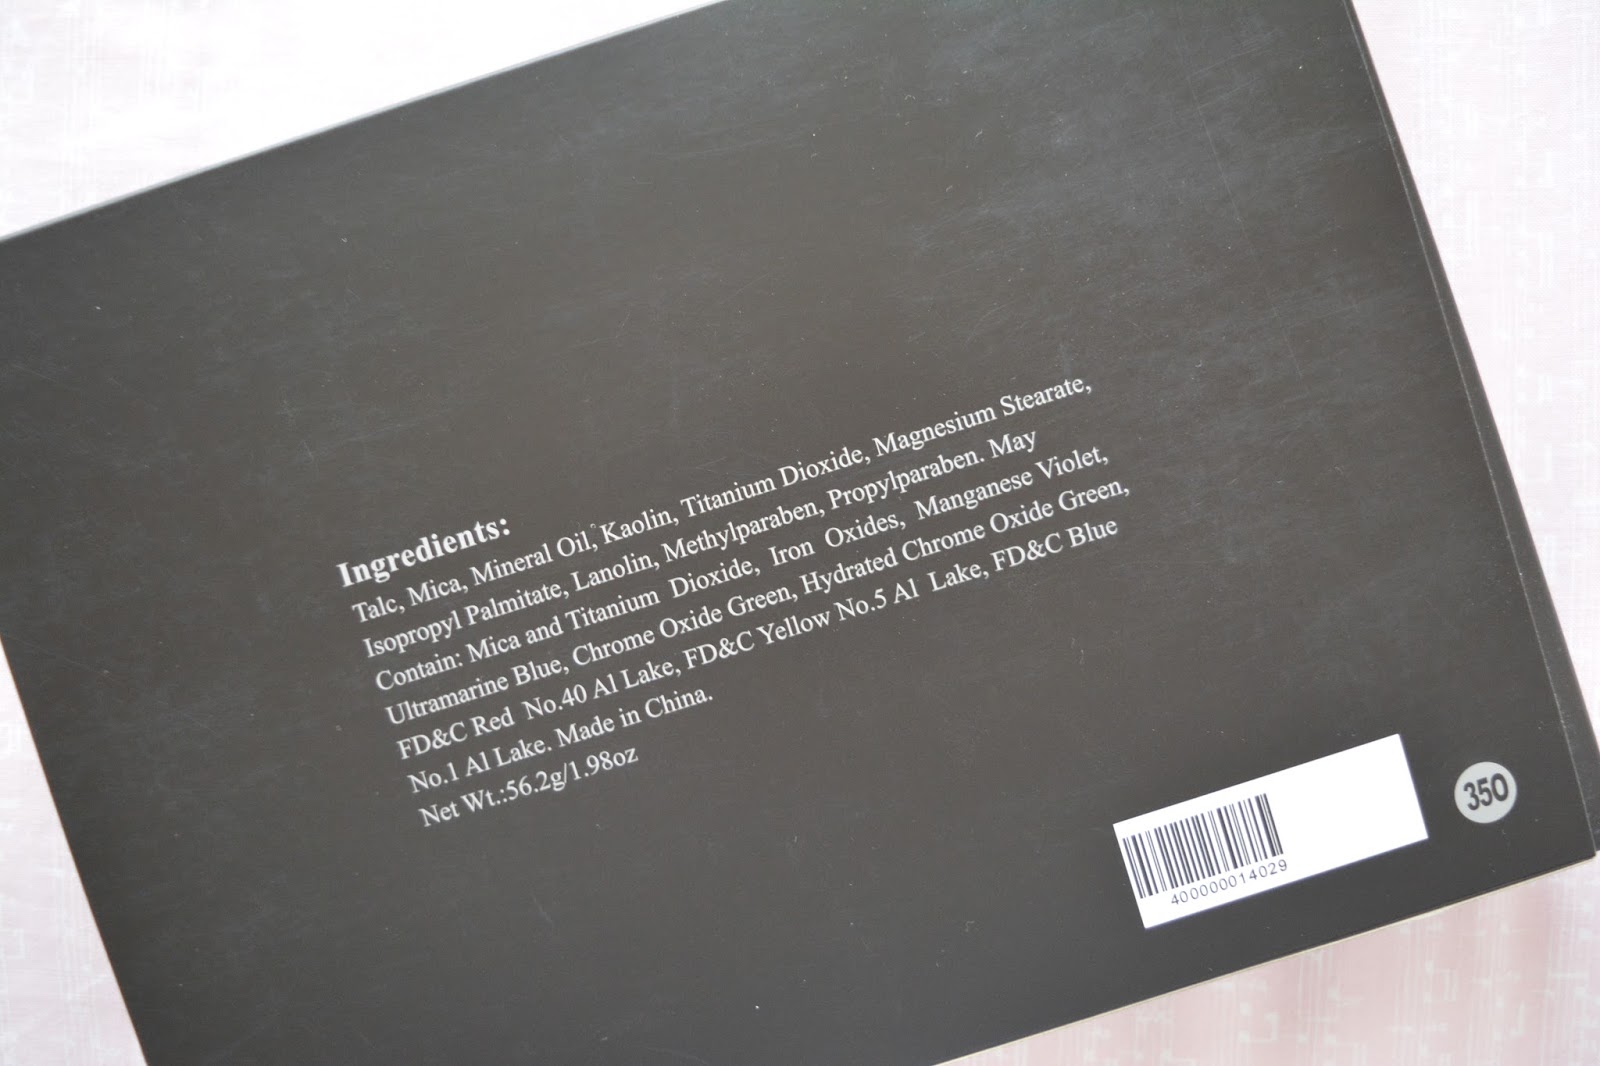 Ingredients:
Talc, Mica, Mineral Oil, Kaolin, Titanium Dioxide, Magnesium Stearate,
Isopropyl Palmitate, Lanolin, Methylparaben, Propylparaben. May
Contain: Mica and Titanium Dioxide, Iron Oxides, Manganese Violet,
Ultramarine Blue, Chrome Oxide Green, Hydrated Chrome Oxide Green,
FD&C Red No.40 Al Lake, FD&C Yellow No.5 Al Lake, FD&C Blue
No.1 Al Lake. Made in China.
Net Wt.:56.2g/1.98oz
400000014029
350